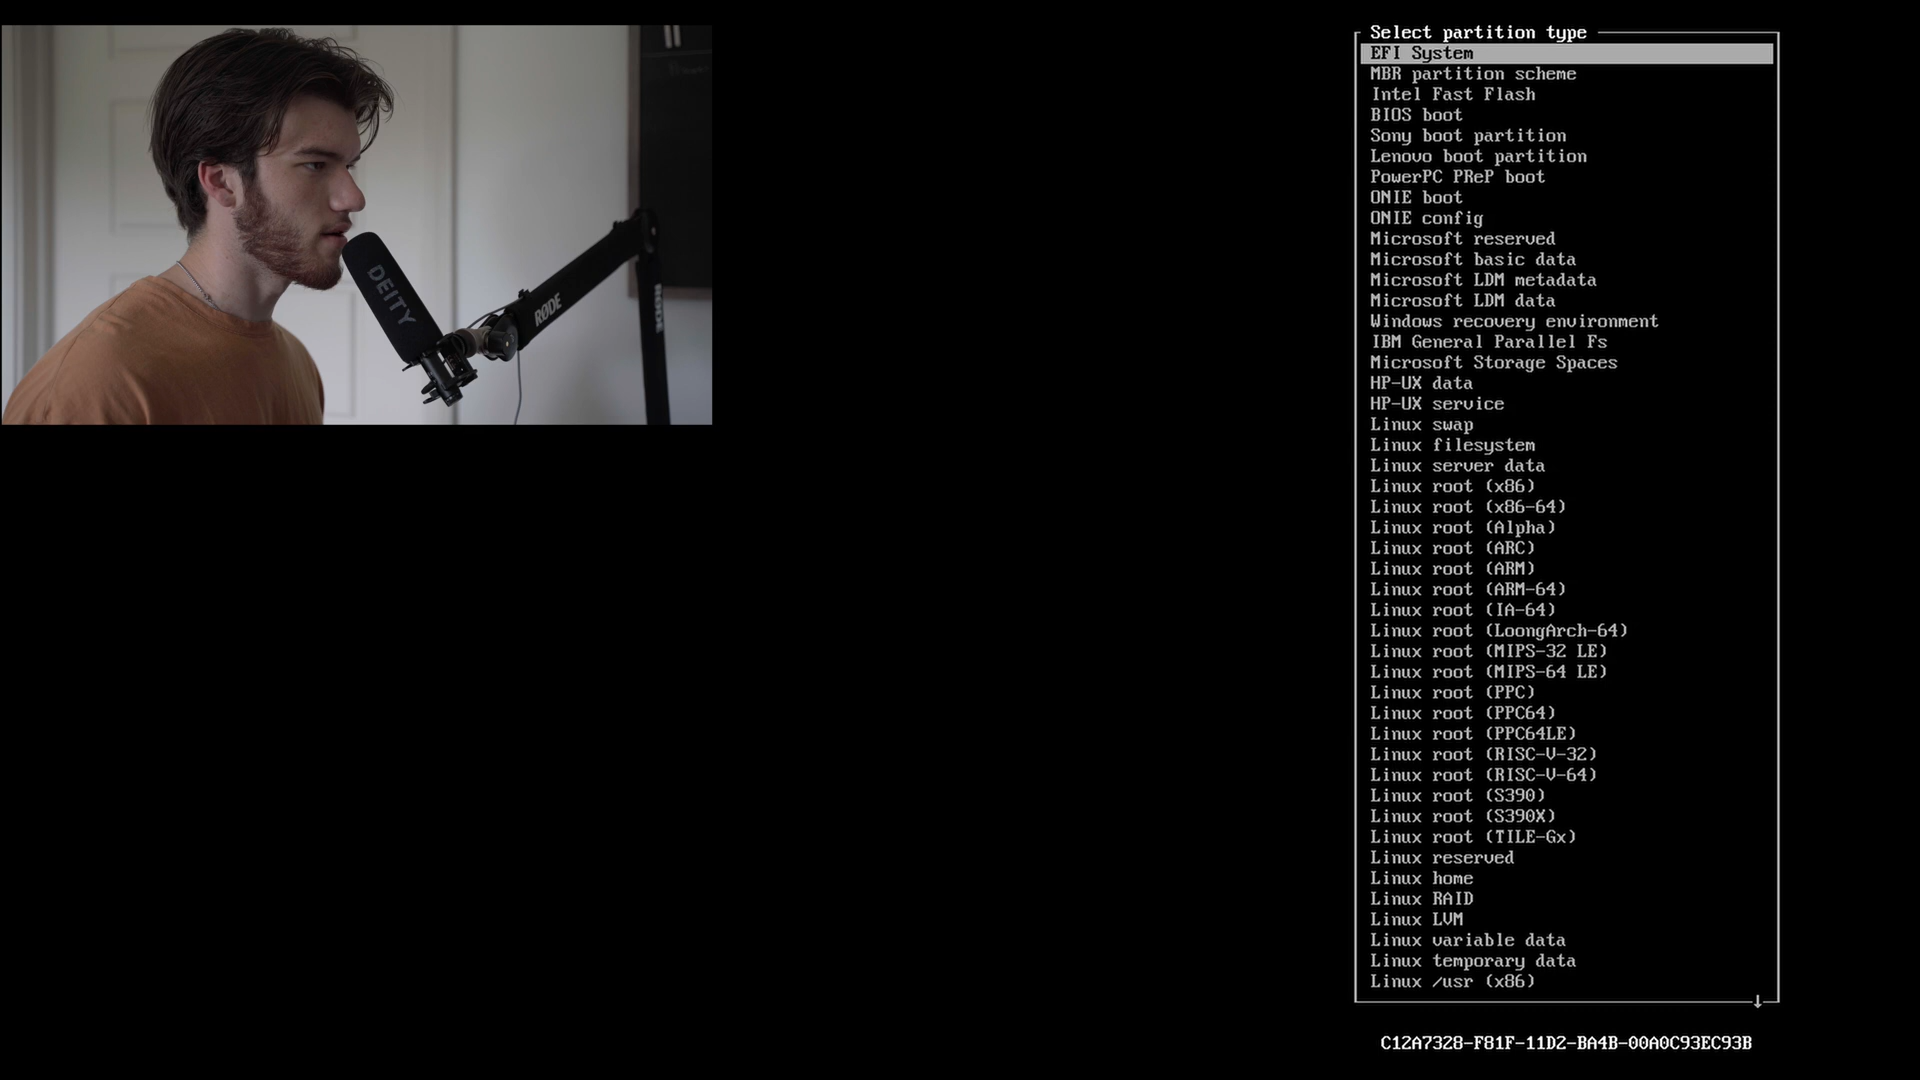 DEITY
RØDE
RØDE
Select partition type
EFI System
MBR partition scheme
Intel Fast Flash
BIOS boot
Sony boot partition
Lenovo boot partition
PowerPC PReP boot
ONIE boot
ONIE config
Microsoft reserved
Microsoft basic data
Microsoft LDM metadata
Microsoft LDM data
Windows recovery environment
IBM General Parallel Fs
Microsoft Storage Spaces
HP-UX data
HP-UX service
Linux swap
Linux filesystem
Linux server data
Linux root (x86)
Linux root (x86-64)
Linux root (Alpha)
Linux root (ARC)
Linux root (ARM)
Linux root (ARM-64)
Linux root (IA-64)
Linux root (LoongArch-64)
Linux root (MIPS-32 LE)
Linux root (MIPS-64 LE)
Linux root (PPC)
Linux root (PPC64)
Linux root (PPC64LE)
Linux root (RISC-V-32)
Linux root (RISC-V-64)
Linux root (S390)
Linux root (S390X)
Linux root (TILE-Gx)
Linux reserved
Linux home
Linux RAID
Linux LVM
Linux variable data
Linux temporary data
Linux /usr (x86)
C12A7328-F81F-11D2-BA4B-00A0C93EC93B